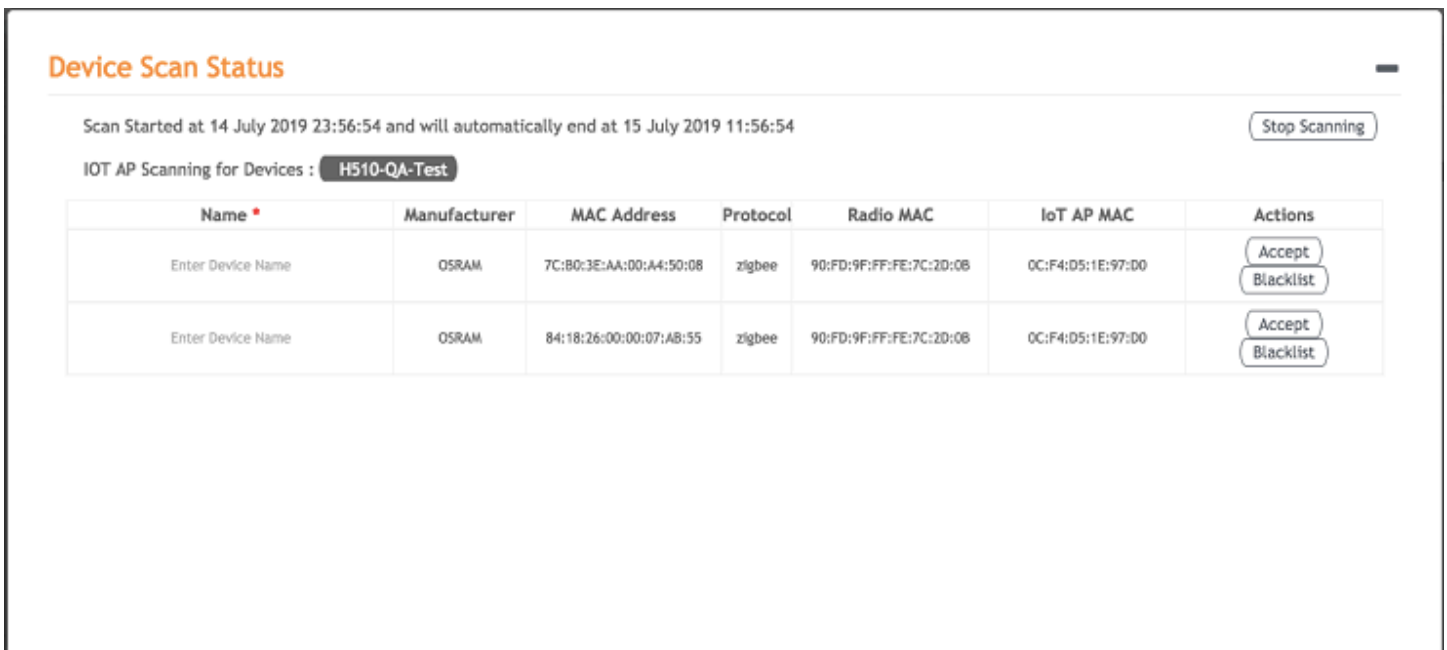 Device Scan Status
Scan Started at 14 July 2019 23:56:54 and will automatically end at 15 July 2019 11:56:54 Stop Scanning
IOT AP Scanning for Devices : H510-QA-Test
Name * Manufacturer MAC Address Protocol Radio MAC IoT AP MAC Actions
Enter Device Name OSRAM 7C:B0:3E:AA:00:A4:50:08 zigbee 90:FD:9F:FF:FE:7C:2D:0B 0C:F4:D5:1E:97:D0 Accept
Blacklist
Enter Device Name OSRAM 84:18:26:00:00:07:AB:55 zigbee 90:FD:9F:FF:FE:7C:2D:0B 0C:F4:D5:1E:97:D0 Accept
Blacklist